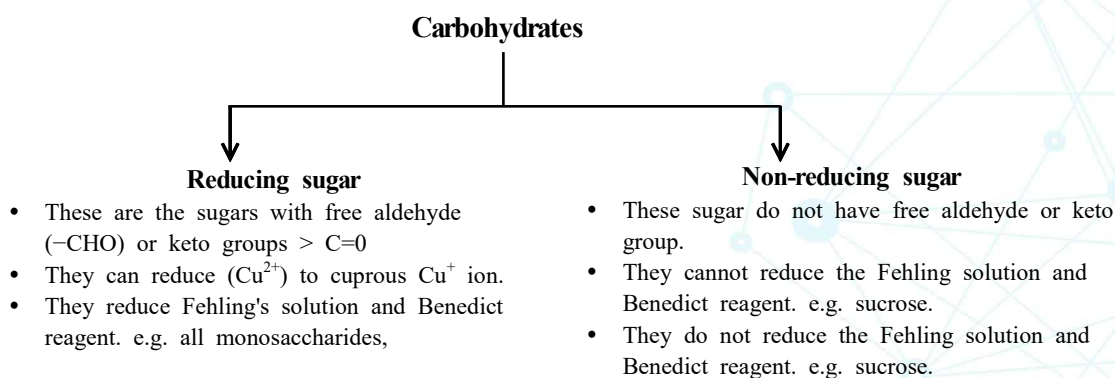 Carbohydrates
Reducing sugar
• These are the sugars with free aldehyde
(−CHO) or keto groups > C=0
• They can reduce (Cu²⁺) to cuprous Cu⁺ ion.
• They reduce Fehling's solution and Benedict
reagent. e.g. all monosaccharides,
Non-reducing sugar
• These sugar do not have free aldehyde or keto
group.
• They cannot reduce the Fehling solution and
Benedict reagent. e.g. sucrose.
• They do not reduce the Fehling solution and
Benedict reagent. e.g. sucrose.